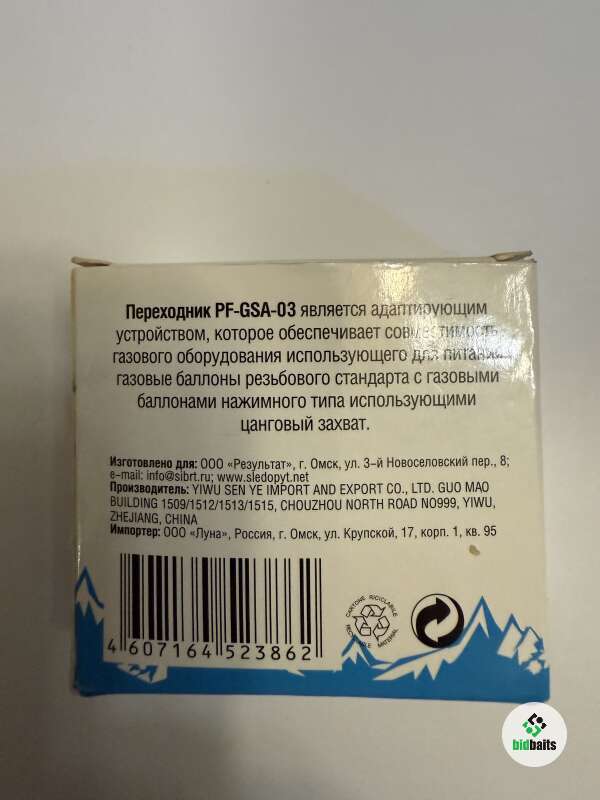 Переходник PF-GSA-03 является адаптирующим
устройством, которое обеспечивает совместимость
газового оборудования использующего для питания
газовые баллоны резьбового стандарта с газовыми
баллонами нажимного типа использующими
цанговый захват.
Изготовлено для: ООО «Результат», г. Омск, ул. 3-й Новоселовский пер., 8;
e-mail: info@sibrt.ru; www.sledopyt.net
Производитель: YIWU SEN YE IMPORT AND EXPORT CO., LTD. GUO MAO
BUILDING 1509/1512/1513/1515, CHOUZHOU NORTH ROAD NO999, YIWU,
ZHEJIANG, CHINA
Импортер: ООО «Луна», Россия, г. Омск, ул. Крупской, 17, корп. 1, кв. 95
CARTONE RICICLABILE
RECYCLABLE MATERIAL
4 607164 523862
bidbaits